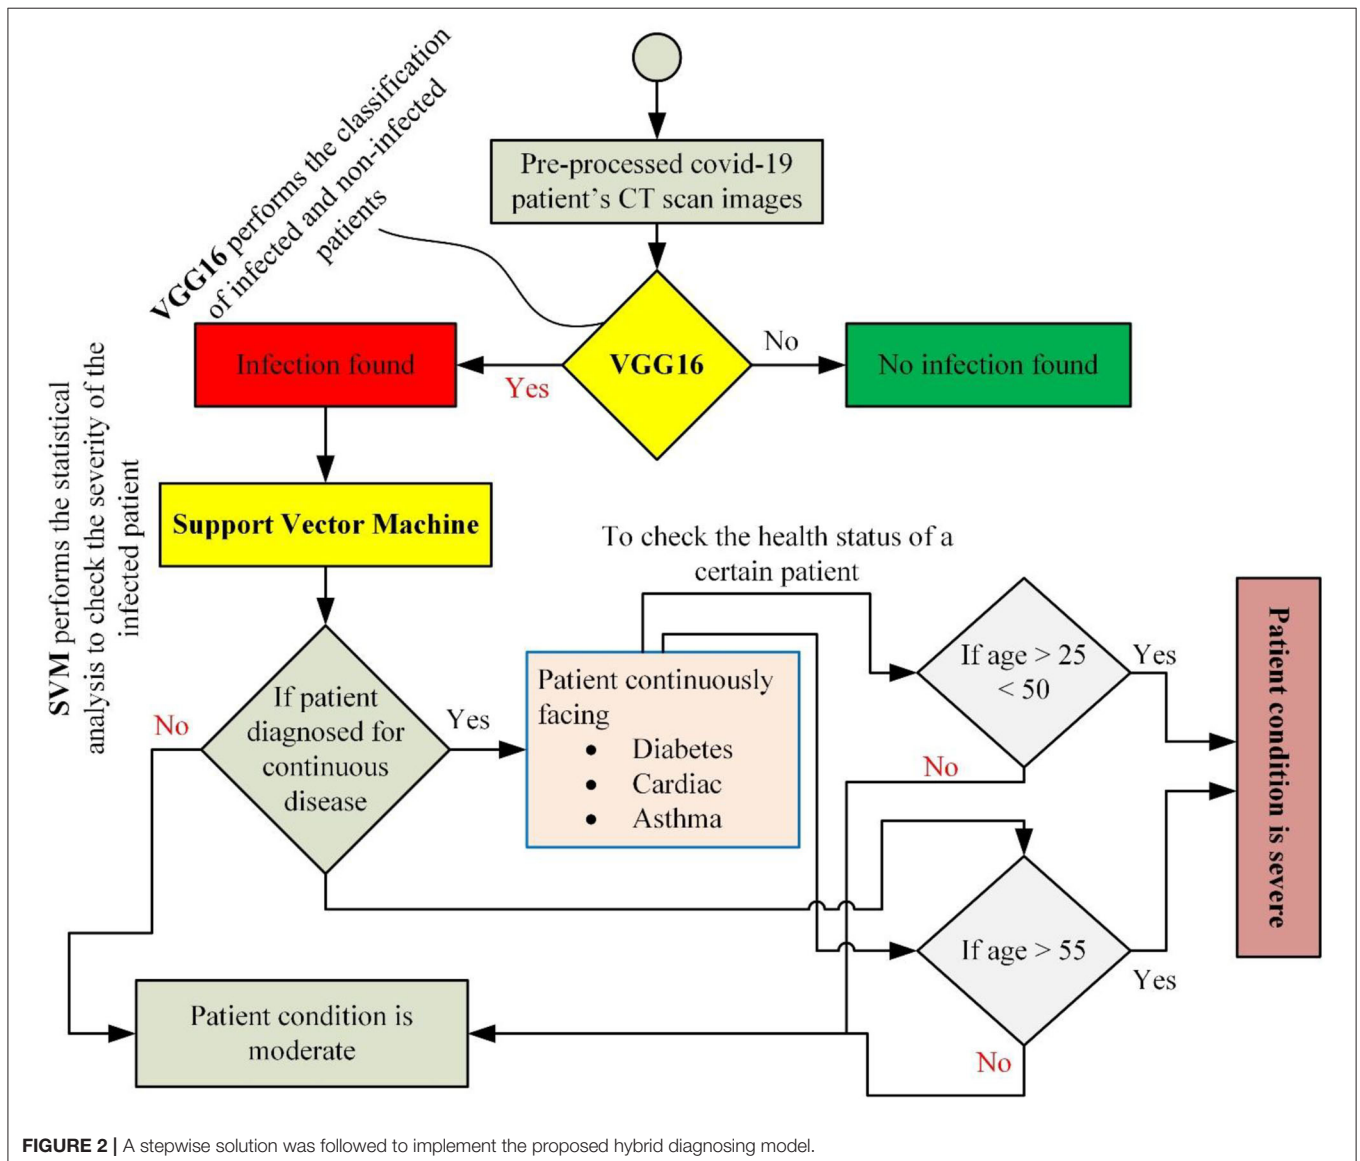 VGG16 performs the classification
of infected and non-infected
patients
Pre-processed covid-19
patient's CT scan images
VGG16
No
No infection found
Yes
Infection found
SVM performs the statistical
analysis to check the severity of the
infected patient
Support Vector Machine
To check the health status of a
certain patient
If patient
diagnosed for
continuous
disease
No
Yes
Patient continuously
facing
• Diabetes
• Cardiac
• Asthma
If age > 25
< 50
Yes
No
If age > 55
Yes
No
Patient condition is severe
Patient condition is
moderate
FIGURE 2 | A stepwise solution was followed to implement the proposed hybrid diagnosing model.